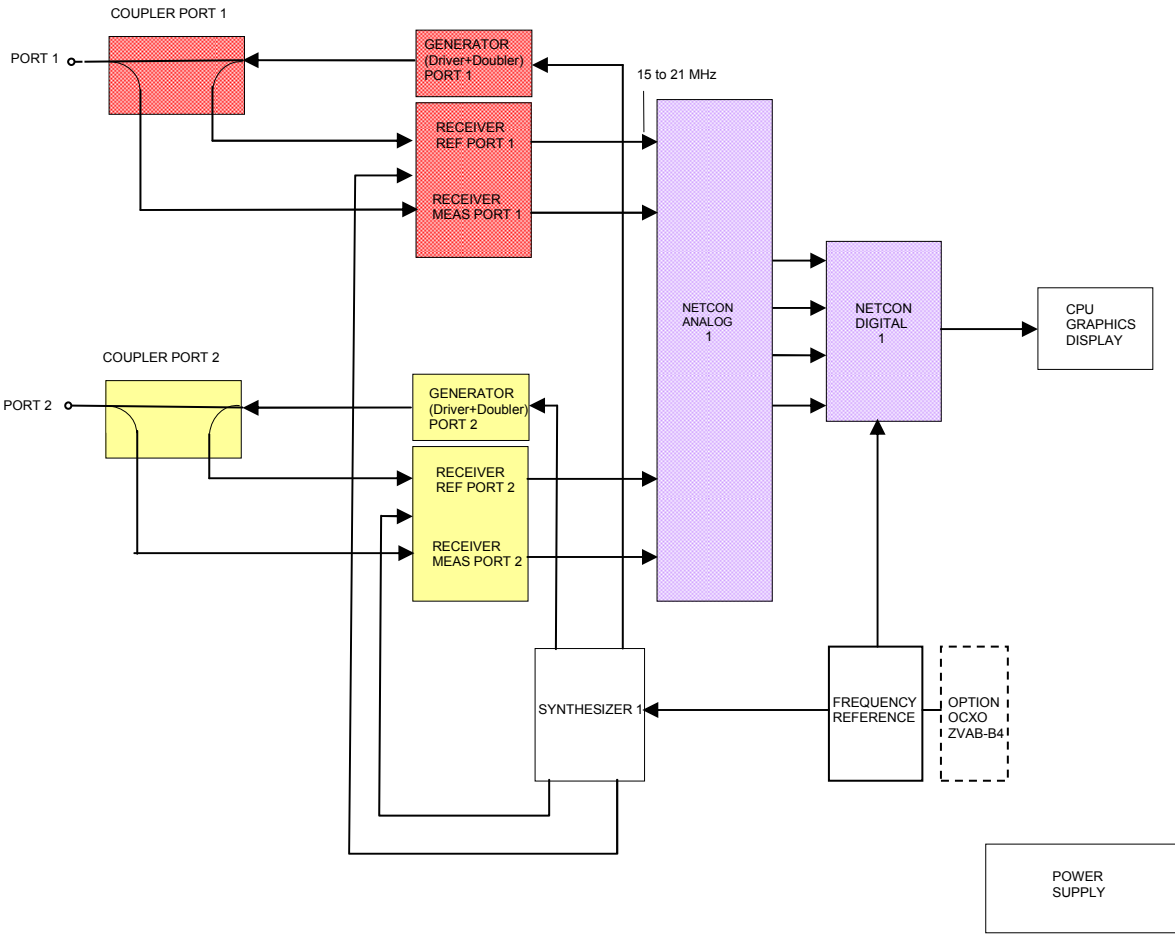 COUPLER PORT 1
PORT 1
GENERATOR
(Driver+Doubler)
PORT 1
15 to 21 MHz
RECEIVER
REF PORT 1
RECEIVER
MEAS PORT 1
NETCON
ANALOG
1
NETCON
DIGITAL
1
CPU
GRAPHICS
DISPLAY
COUPLER PORT 2
PORT 2
GENERATOR
(Driver+Doubler)
PORT 2
RECEIVER
REF PORT 2
RECEIVER
MEAS PORT 2
SYNTHESIZER 1
FREQUENCY
REFERENCE
OPTION
OCXO
ZVAB-B4
POWER
SUPPLY